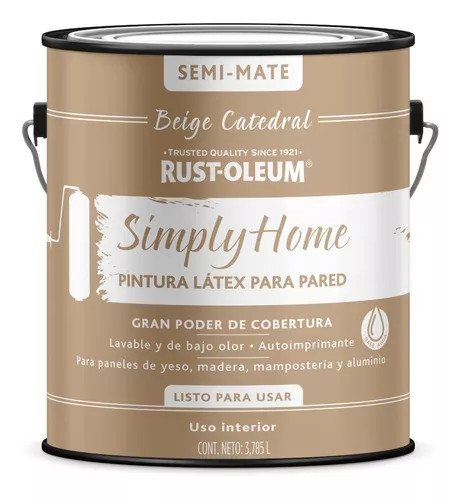 SEMI-MATE
Beige Catedral
•TRUSTED QUALITY SINCE 1921•
RUST-OLEUM®
SimplyHome
PINTURA LÁTEX PARA PARED
GRAN PODER DE COBERTURA
Lavable y de bajo olor • Autoimprimante
Para paneles de yeso, madera, mampostería y aluminio
LISTO PARA USAR
Uso interior
CONT. NETO: 3,785 L